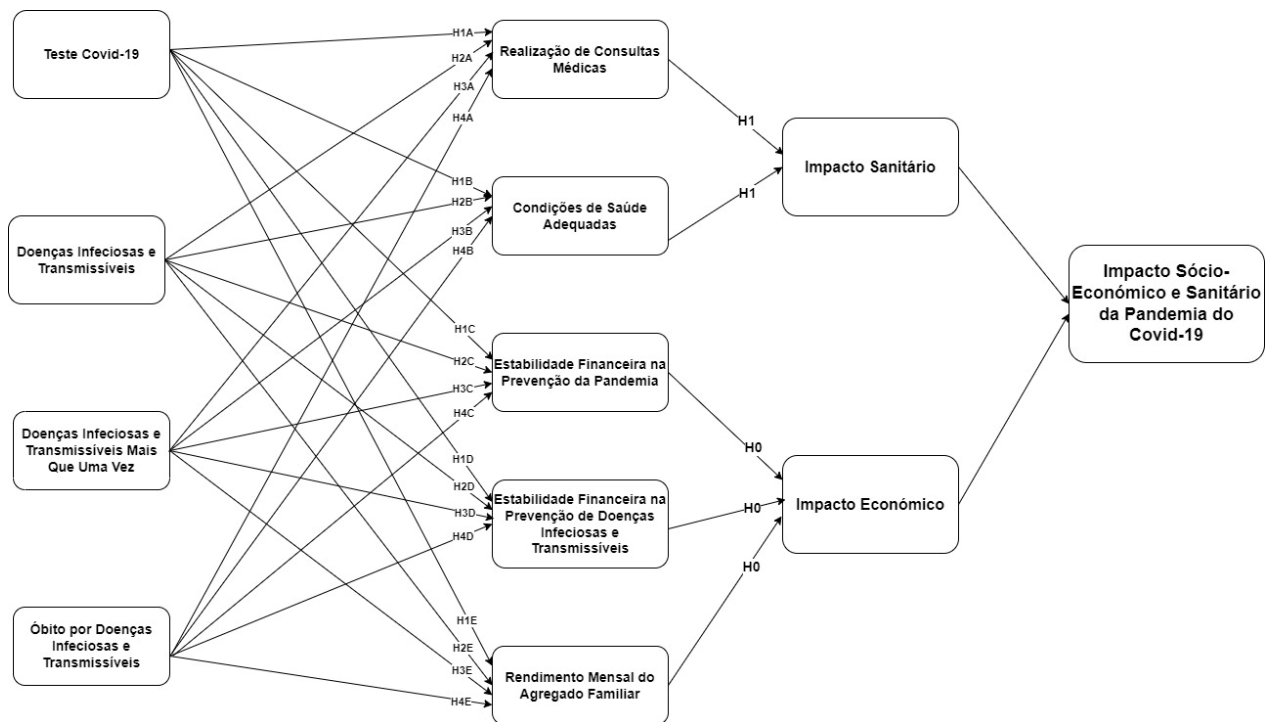 Teste Covid-19
Doenças Infeciosas e
Transmissíveis
Doenças Infeciosas e
Transmissíveis Mais
Que Uma Vez
Óbito por Doenças
Infeciosas e
Transmissíveis
H1A
H2A
H3A
H4A
H1B
H2B
H3B
H4B
H1C
H2C
H3C
H4C
H1D
H2D
H3D
H4D
H1E
H2E
H3E
H4E
Realização de Consultas
Médicas
Condições de Saúde
Adequadas
Estabilidade Financeira na
Prevenção da Pandemia
Estabilidade Financeira na
Prevenção de Doenças
Infeciosas e
Transmissíveis
Rendimento Mensal do
Agregado Familiar
H1
H1
H0
H0
H0
Impacto Sanitário
Impacto Económico
Impacto Sócio-
Económico e Sanitário
da Pandemia do
Covid-19